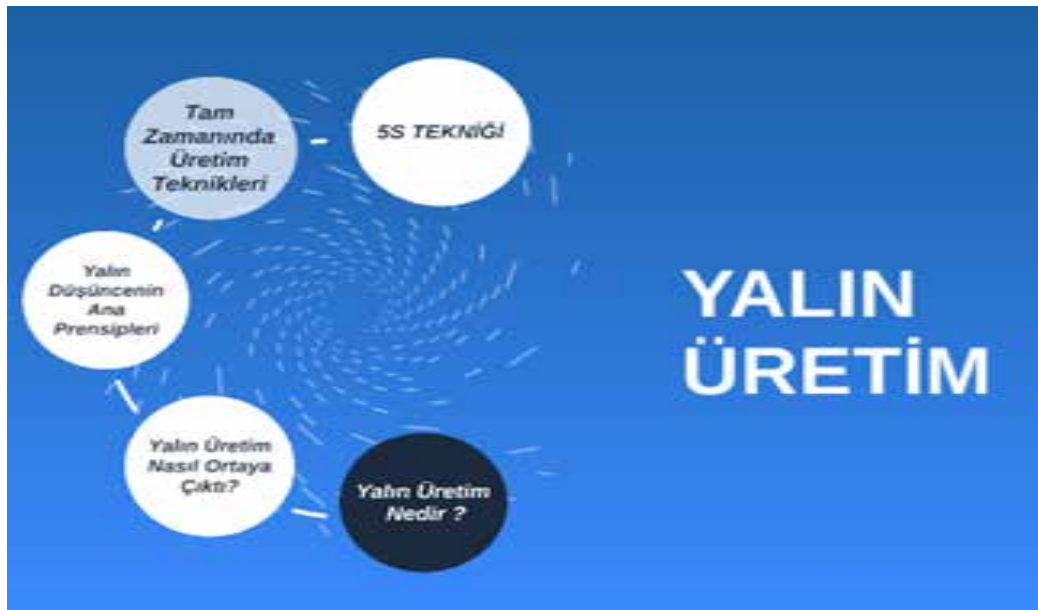 Tam
Zamanında
Üretim
Teknikleri
5S TEKNİĞİ
Yalın
Düşüncenin
Ana
Prensipleri
YALIN
ÜRETİM
Yalın Üretim
Nasıl Ortaya
Çıktı?
Yalın Üretim
Nedir ?